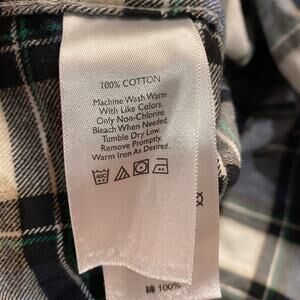 100% COTTON
Machine Wash Warm
With Like Colors.
Only Non-Chlorine
Bleach When Needed.
Tumble Dry Low.
Remove Promptly.
Warm Iron As Desired.
綿 100%